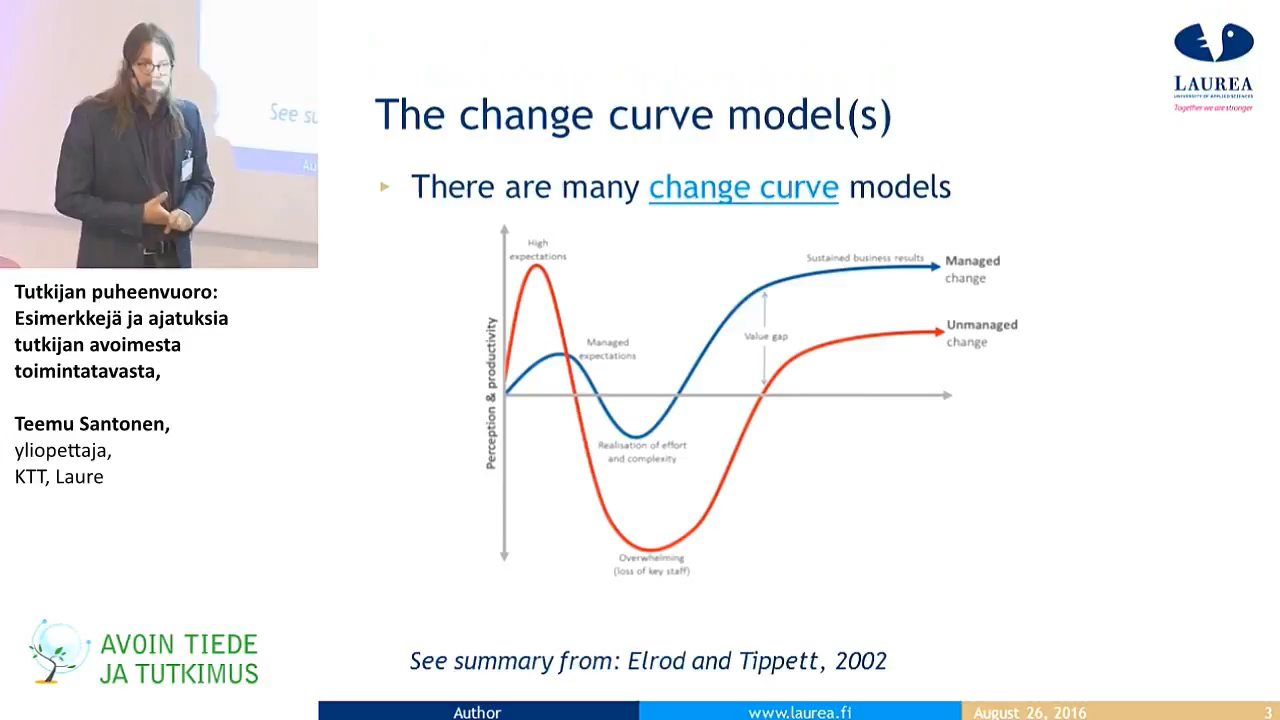 See su
Au
Tutkijan puheenvuoro:
Esimerkkejä ja ajatuksia
tutkijan avoimesta
toimintatavasta,
Teemu Santonen,
yliopettaja,
KTT, Laure
AVOIN TIEDE
JA TUTKIMUS
LAUREA
UNIVERSITY OF APPLIED SCIENCES
Together we are stronger
The change curve model(s)
There are many change curve models
High
expectations
Managed
expectations
Perception & productivity
Realisation of effort
and complexity
Overwhelming
(loss of key staff)
Value gap
Sustained business results
Managed
change
Unmanaged
change
See summary from: Elrod and Tippett, 2002
Author
www.laurea.fi
August 26, 2016
3